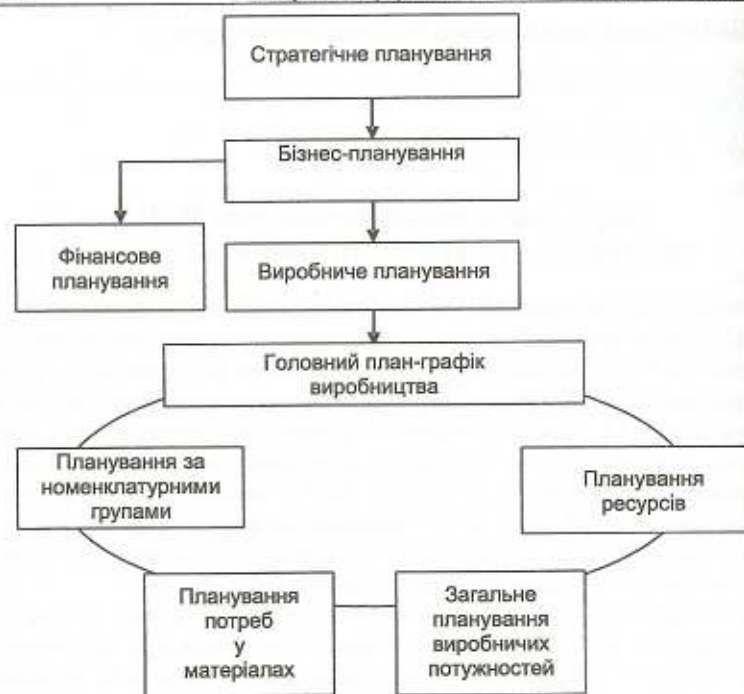 Стратегічне планування
Бізнес-планування
Фінансове
планування
Виробниче планування
Головний план-графік
виробництва
Планування за
номенклатурними
групами
Планування
ресурсів
Планування
потреб
у
матеріалах
Загальне
планування
виробничих
потужностей